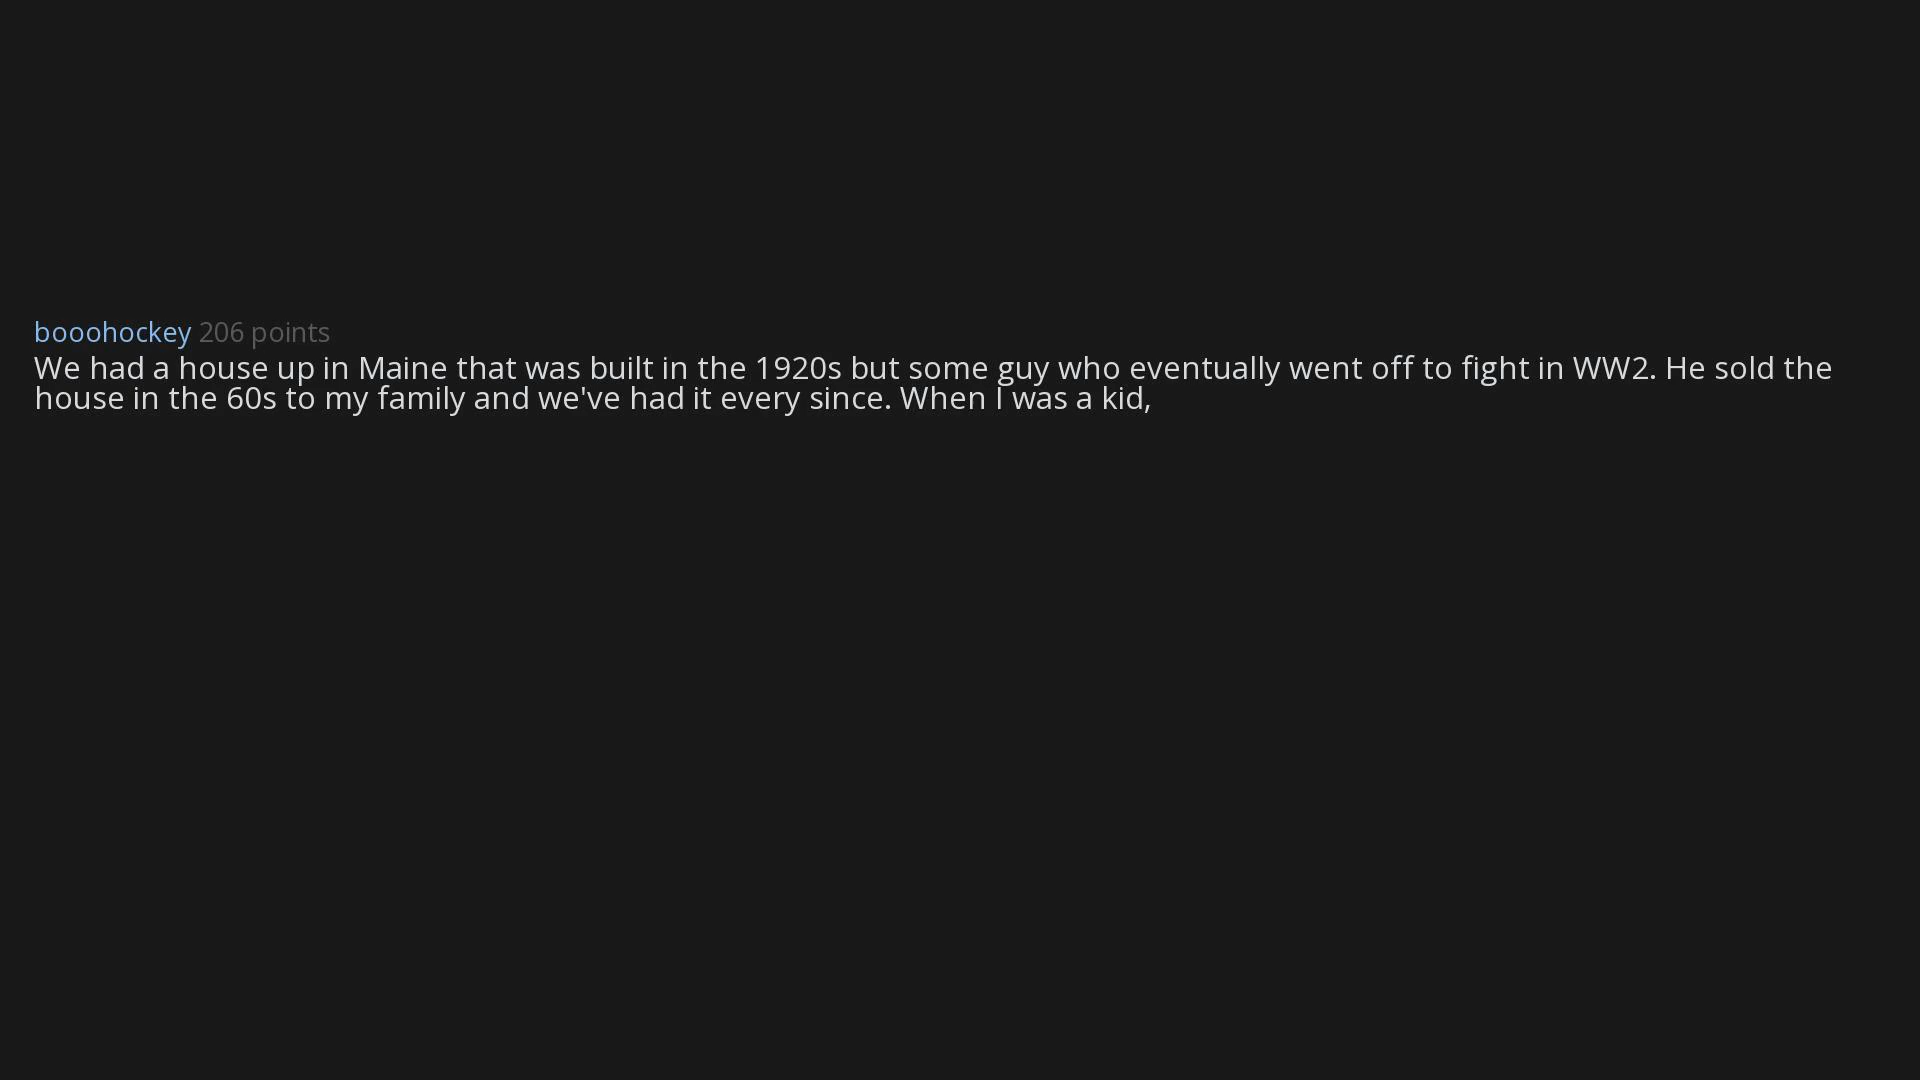 booohockey 206 points
We had a house up in Maine that was built in the 1920s but some guy who eventually went off to fight in WW2. He sold the
house in the 60s to my family and we've had it every since. When I was a kid,